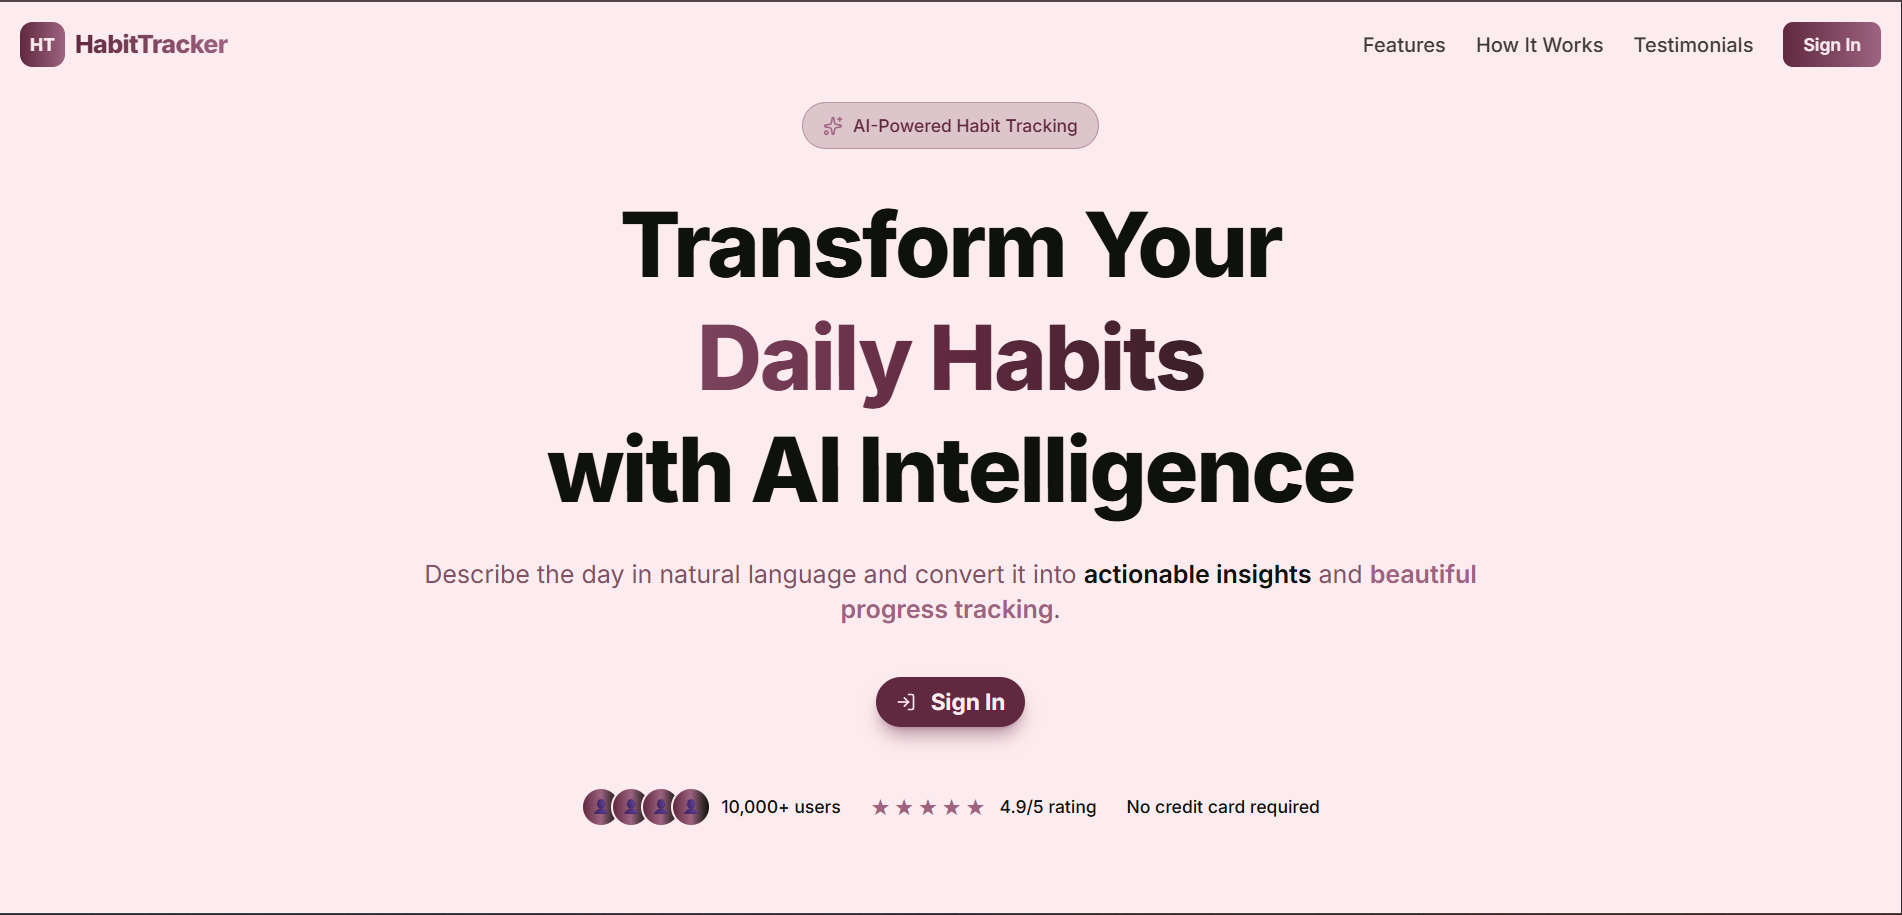 HT HabitTracker
Features How It Works Testimonials Sign In
AI-Powered Habit Tracking
Transform Your
Daily Habits
with AI Intelligence
Describe the day in natural language and convert it into actionable insights and beautiful
progress tracking.
Sign In
10,000+ users 4.9/5 rating No credit card required